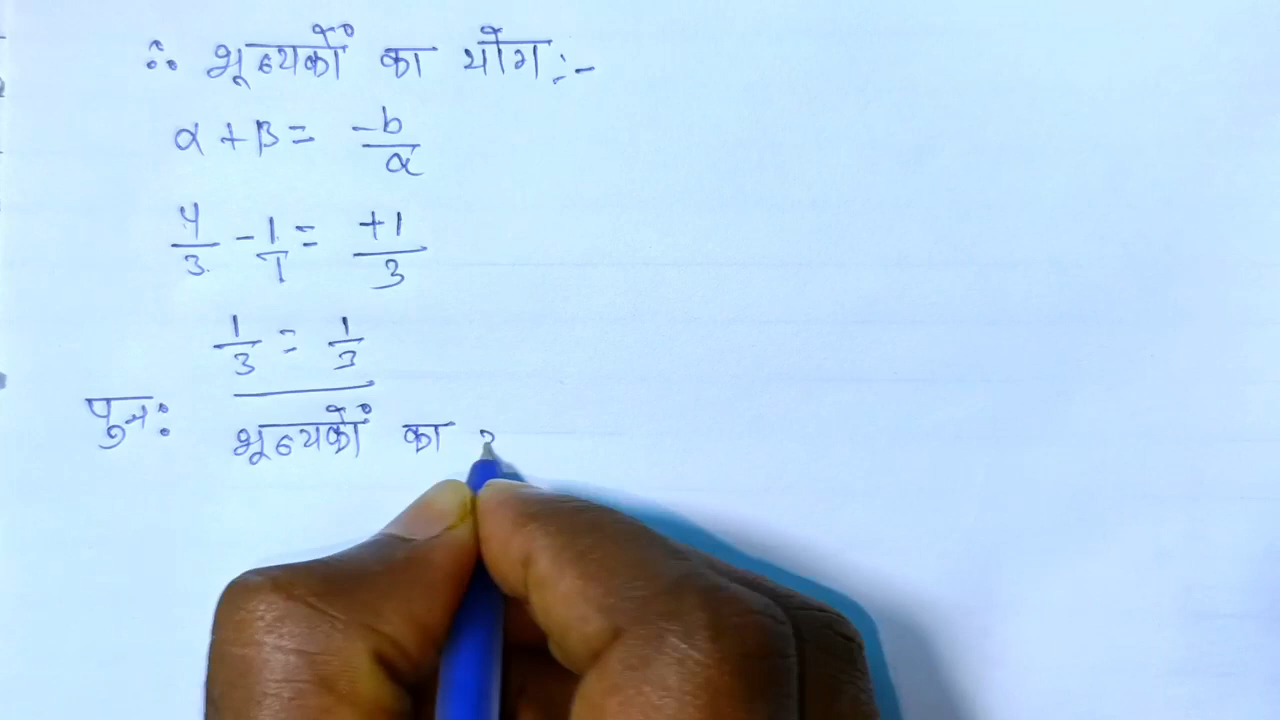 ∴ शून्यकों का योग :-
α + β = -b/a
4/3 - 1/1 = +1/3
1/3 = 1/3
पुनः शून्यकों का